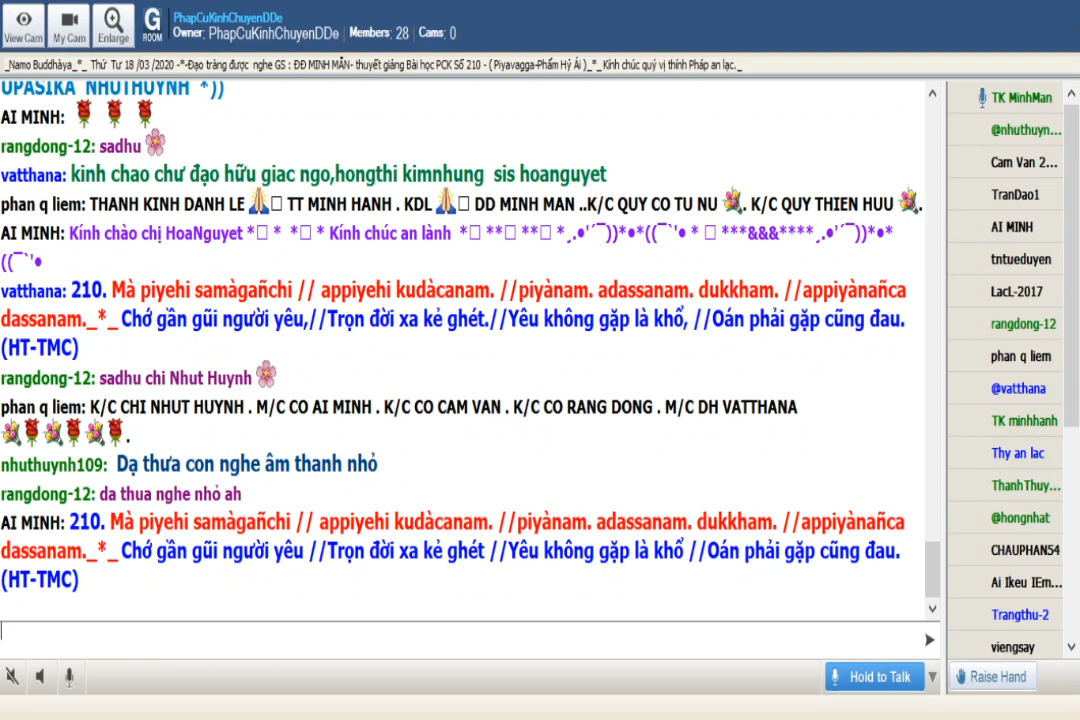 View Cam
My Cam
Enlarge
G
ROOM
PhapCuKinhChuyenDDe
Owner: PhapCuKinhChuyenDDe Members: 28 Cams: 0
_Namo Buddhàya_*_ Thứ Tư 18 /03 /2020 -*-Đạo tràng được nghe GS : ĐĐ MINH MẪN- thuyết giảng Bài học PCK Số 210 - ( Piyavagga-Phẩm Hỷ Ái )_*_Kính chúc quý vị thính Pháp an lạc._
UPASIKA NHUTHUYNH *))
AI MINH:
rangdong-12: sadhu
vatthana: kinh chao chư đạo hữu giac ngo,hongthi kimnhung sis hoanguyet
phan q liem: THANH KINH DANH LE TT MINH HANH . KDL DD MINH MAN ..K/C QUY CO TU NU . K/C QUY THIEN HUU .
AI MINH: Kính chào chị HoaNguyet *□ * *□ * Kính chúc an lành *□ **□ **□ *¸.•'´¯))*•*((¯`'• * □ ***&&&****¸.•'´¯))*•*
((¯`'•
vatthana: 210. Mà piyehi samàgañchi // appiyehi kudàcanam. //piyànam. adassanam. dukkham. //appiyànañca
dassanam._*_Chớ gần gũi người yêu,//Trọn đời xa kẻ ghét.//Yêu không gặp là khổ, //Oán phải gặp cũng đau.
(HT-TMC)
rangdong-12: sadhu chi Nhut Huynh
phan q liem: K/C CHI NHUT HUYNH . M/C CO AI MINH . K/C CO CAM VAN . K/C CO RANG DONG . M/C DH VATTHANA
.
nhuthuynh109: Dạ thưa con nghe âm thanh nhỏ
rangdong-12: da thua nghe nhỏ ah
AI MINH: 210. Mà piyehi samàgañchi // appiyehi kudàcanam. //piyànam. adassanam. dukkham. //appiyànañca
dassanam._*_Chớ gần gũi người yêu //Trọn đời xa kẻ ghét //Yêu không gặp là khổ //Oán phải gặp cũng đau.
(HT-TMC)
Hold to Talk
TK MinhMan
@nhuthuyn...
Cam Van 2...
TranDao1
AI MINH
tntueduyen
LacL-2017
rangdong-12
phan q liem
@vatthana
TK minhhanh
Thy an lac
ThanhThuy...
@hongnhat
CHAUPHAN54
Ai Ikeu IEm...
Trangthu-2
viengsay
Raise Hand